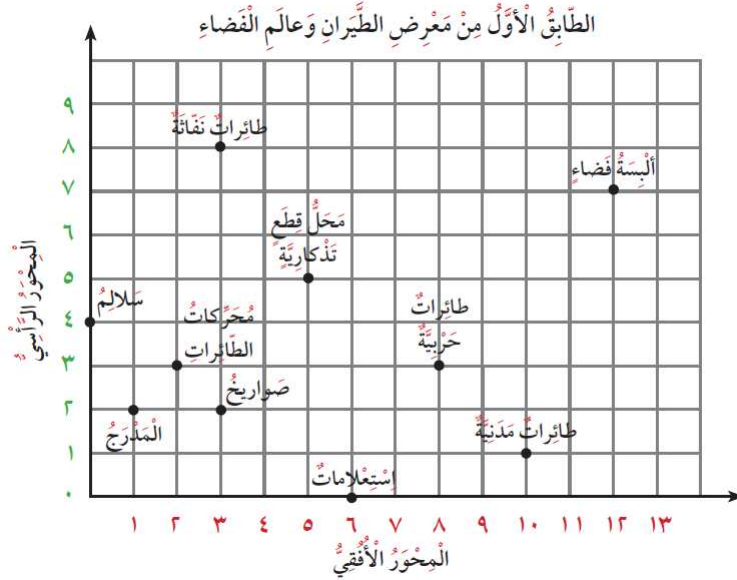 الطّابِقُ الْأَوَّلُ مِنْ مَعْرِضِ الطَّيَرانِ وَعالَمِ الْفَضاءِ
٩
طائِراتٌ نَفّاثَةٌ
٨
أَلْبِسَةُ فَضاءٍ
٧
مَحَلُّ قِطَعٍ
٦
تَذْكارِيَّةٍ
٥
سَلالِمُ
مُحَرِّكاتُ
طائِراتٌ
٤
الطّائِراتِ
حَرْبِيَّةٌ
٣
صَواريخُ
٢
الْمَدْرَجُ
طائِراتٌ مَدَنِيَّةٌ
١
إِسْتِعْلاماتٌ
٠
الْمِحْوَرُ الرَّأْسِيُّ
١ ٢ ٣ ٤ ٥ ٦ ٧ ٨ ٩ ١٠ ١١ ١٢ ١٣
الْمِحْوَرُ الْأُفُقِيُّ